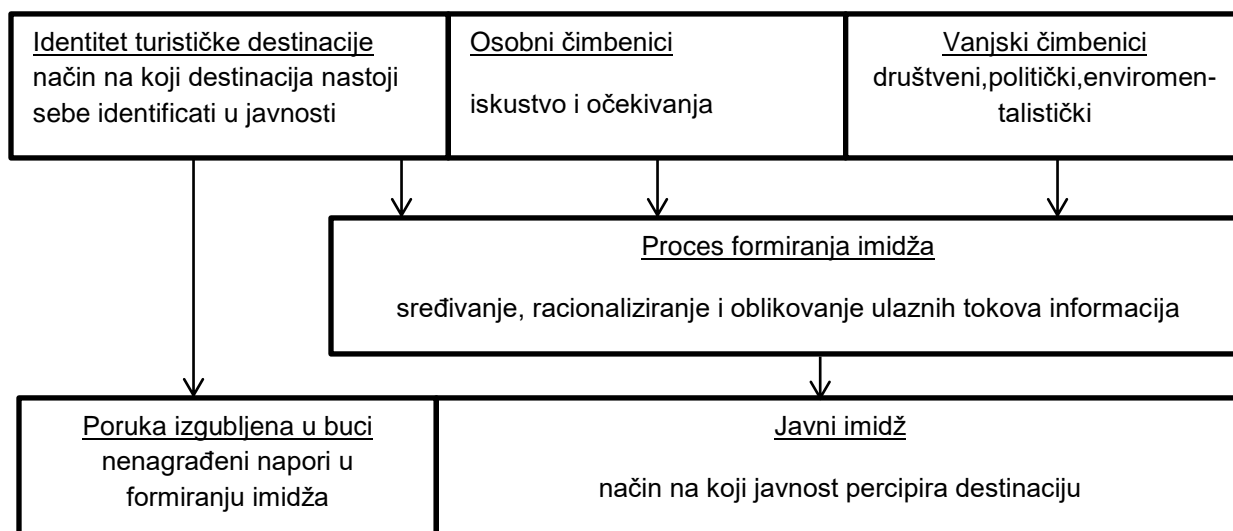 Identitet turističke destinacije
način na koji destinacija nastoji
sebe identificati u javnosti
Osobni čimbenici
iskustvo i očekivanja
Vanjski čimbenici
društveni,politički,enviromen-
talistički
Proces formiranja imidža
sređivanje, racionaliziranje i oblikovanje ulaznih tokova informacija
Poruka izgubljena u buci
nenagrađeni napori u
formiranju imidža
Javni imidž
način na koji javnost percipira destinaciju